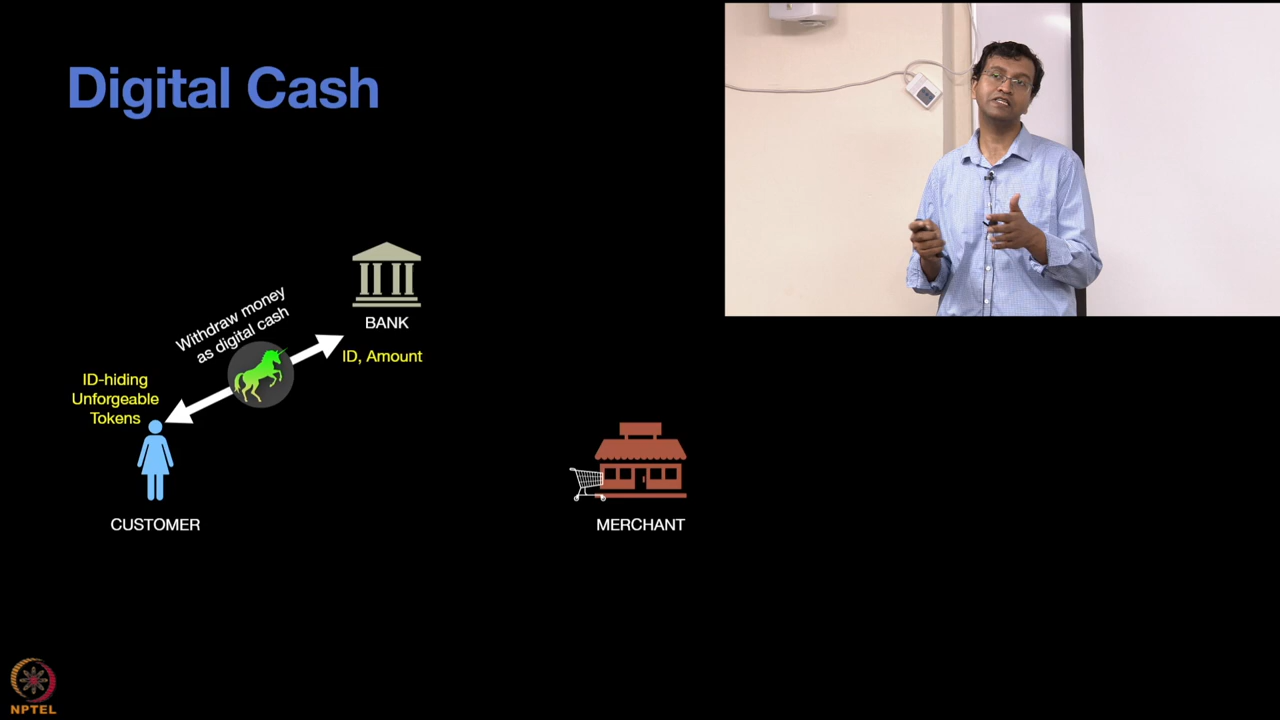 Digital Cash
Withdraw money
as digital cash
BANK
ID, Amount
ID-hiding
Unforgeable
Tokens
CUSTOMER
MERCHANT
NPTEL